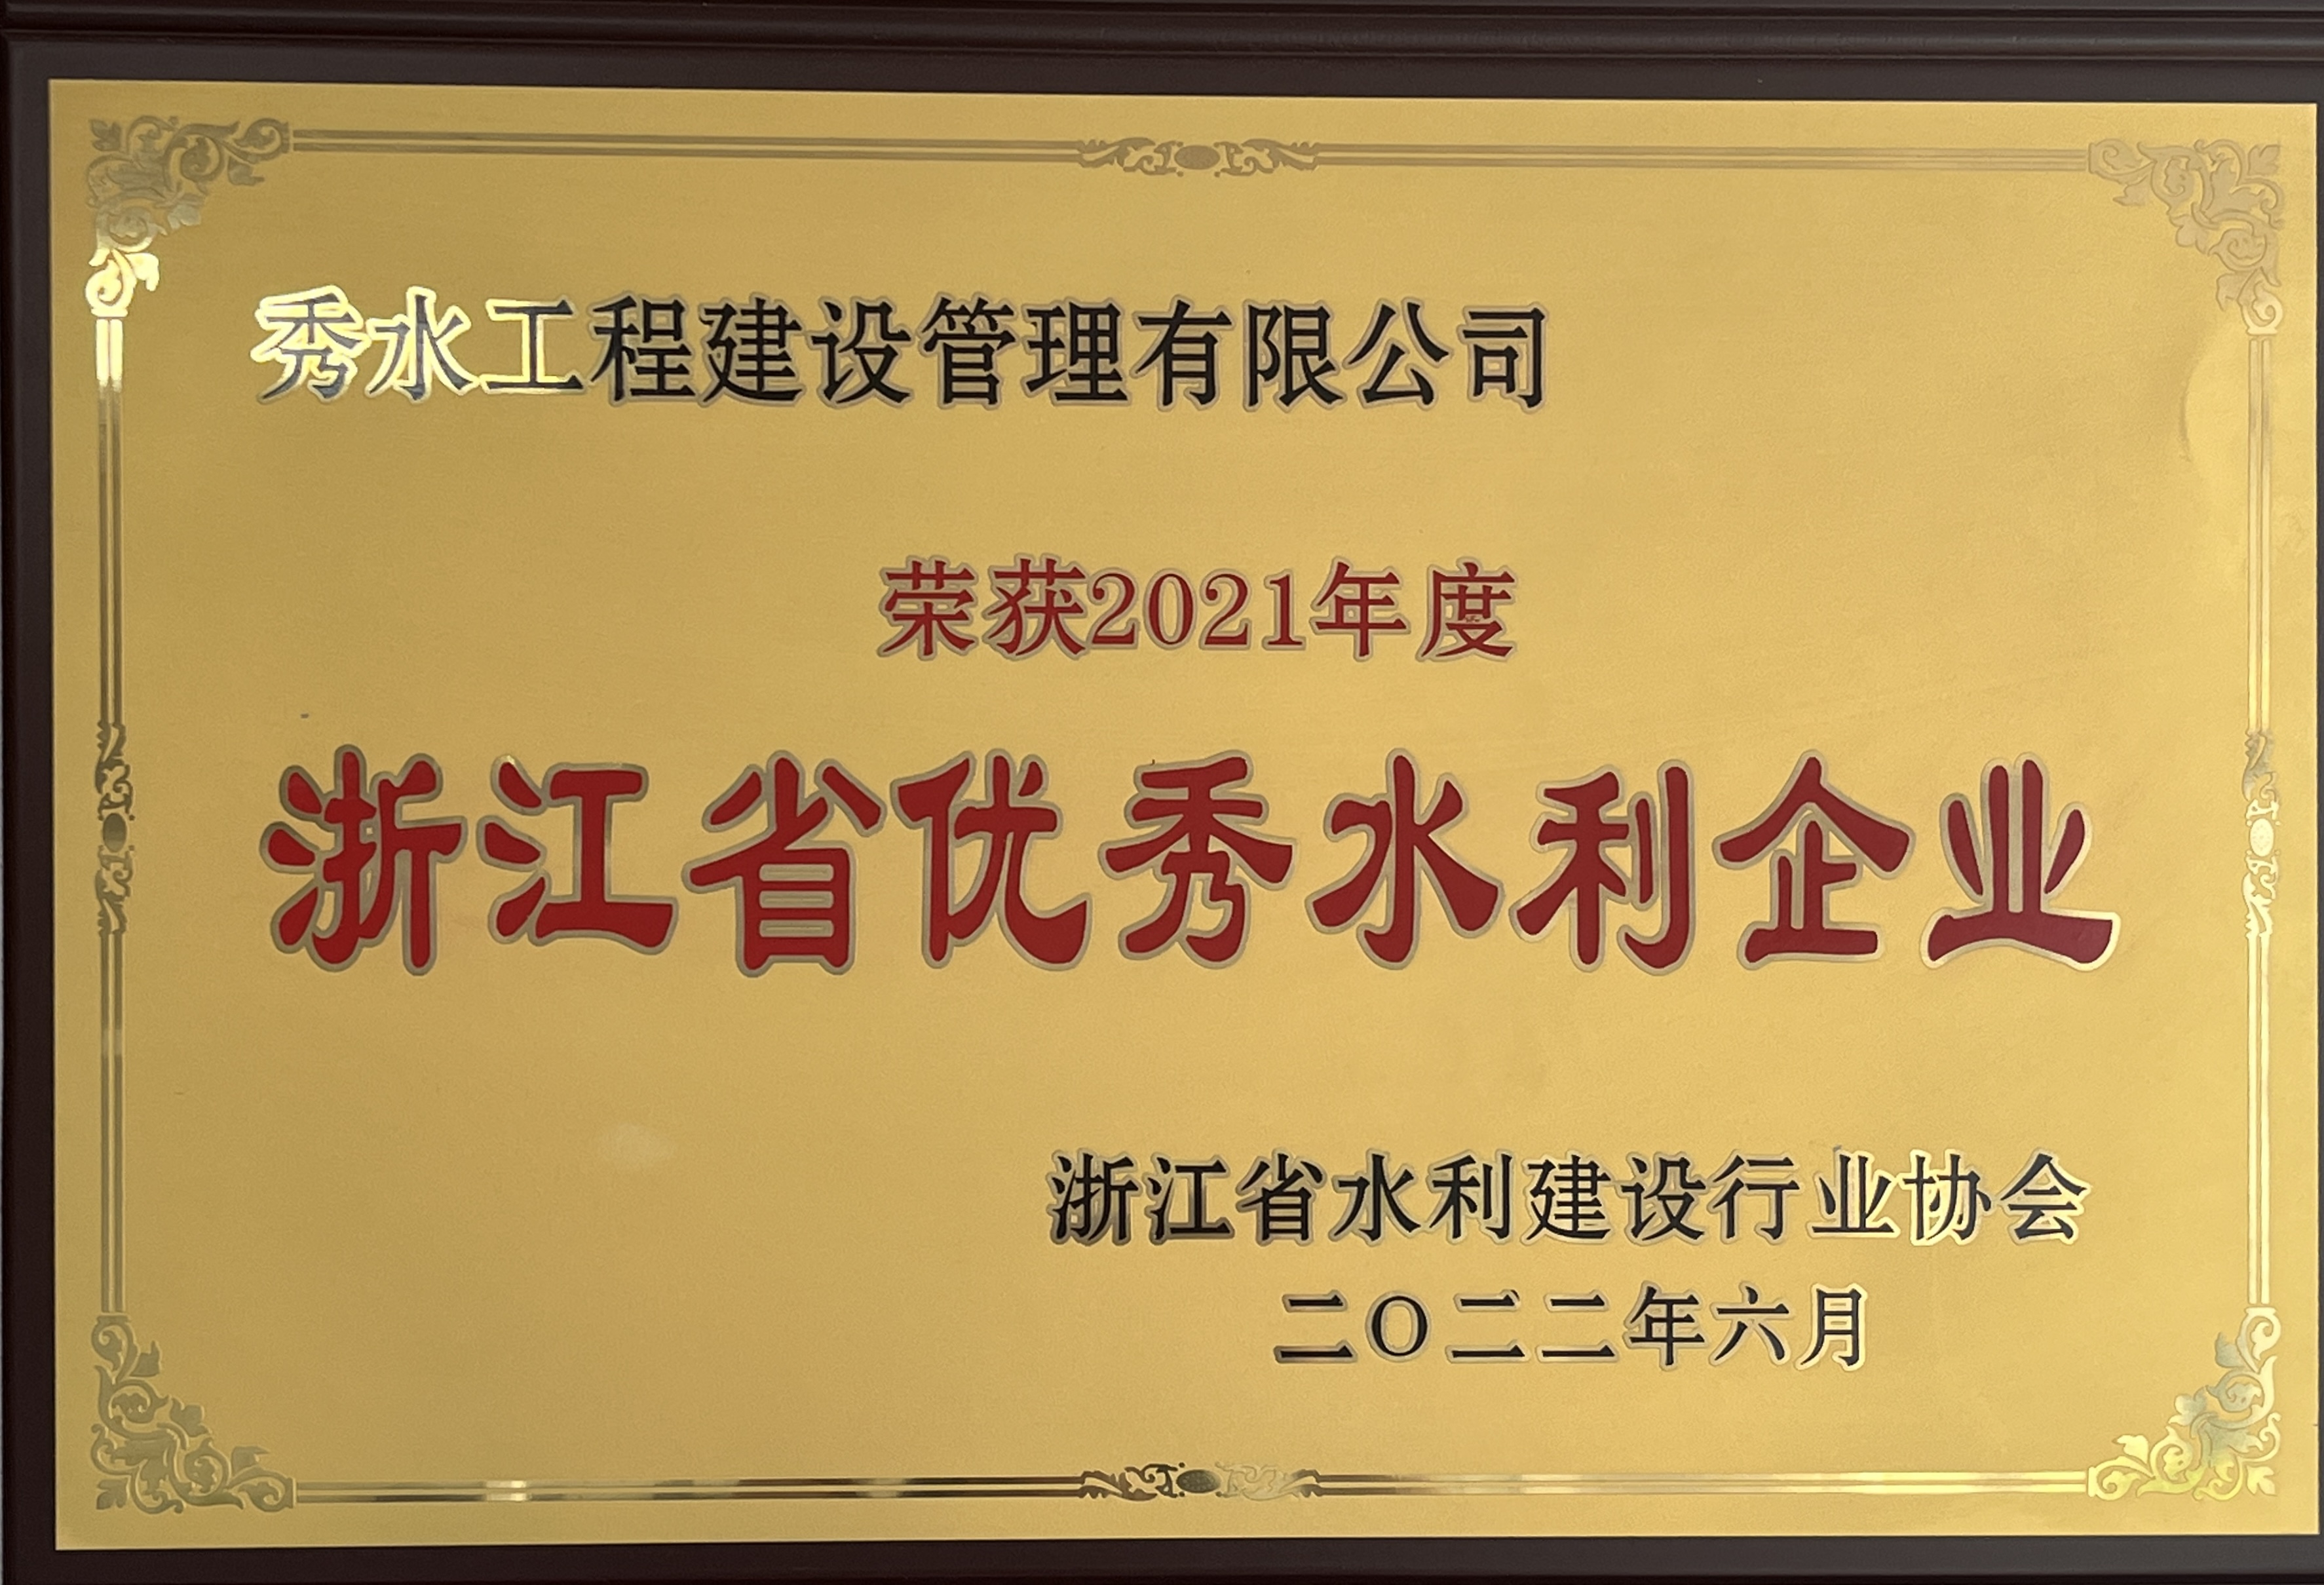 秀水工程建设管理有限公司
荣获2021年度
浙江省优秀水利企业
浙江省水利建设行业协会
二〇二二年六月